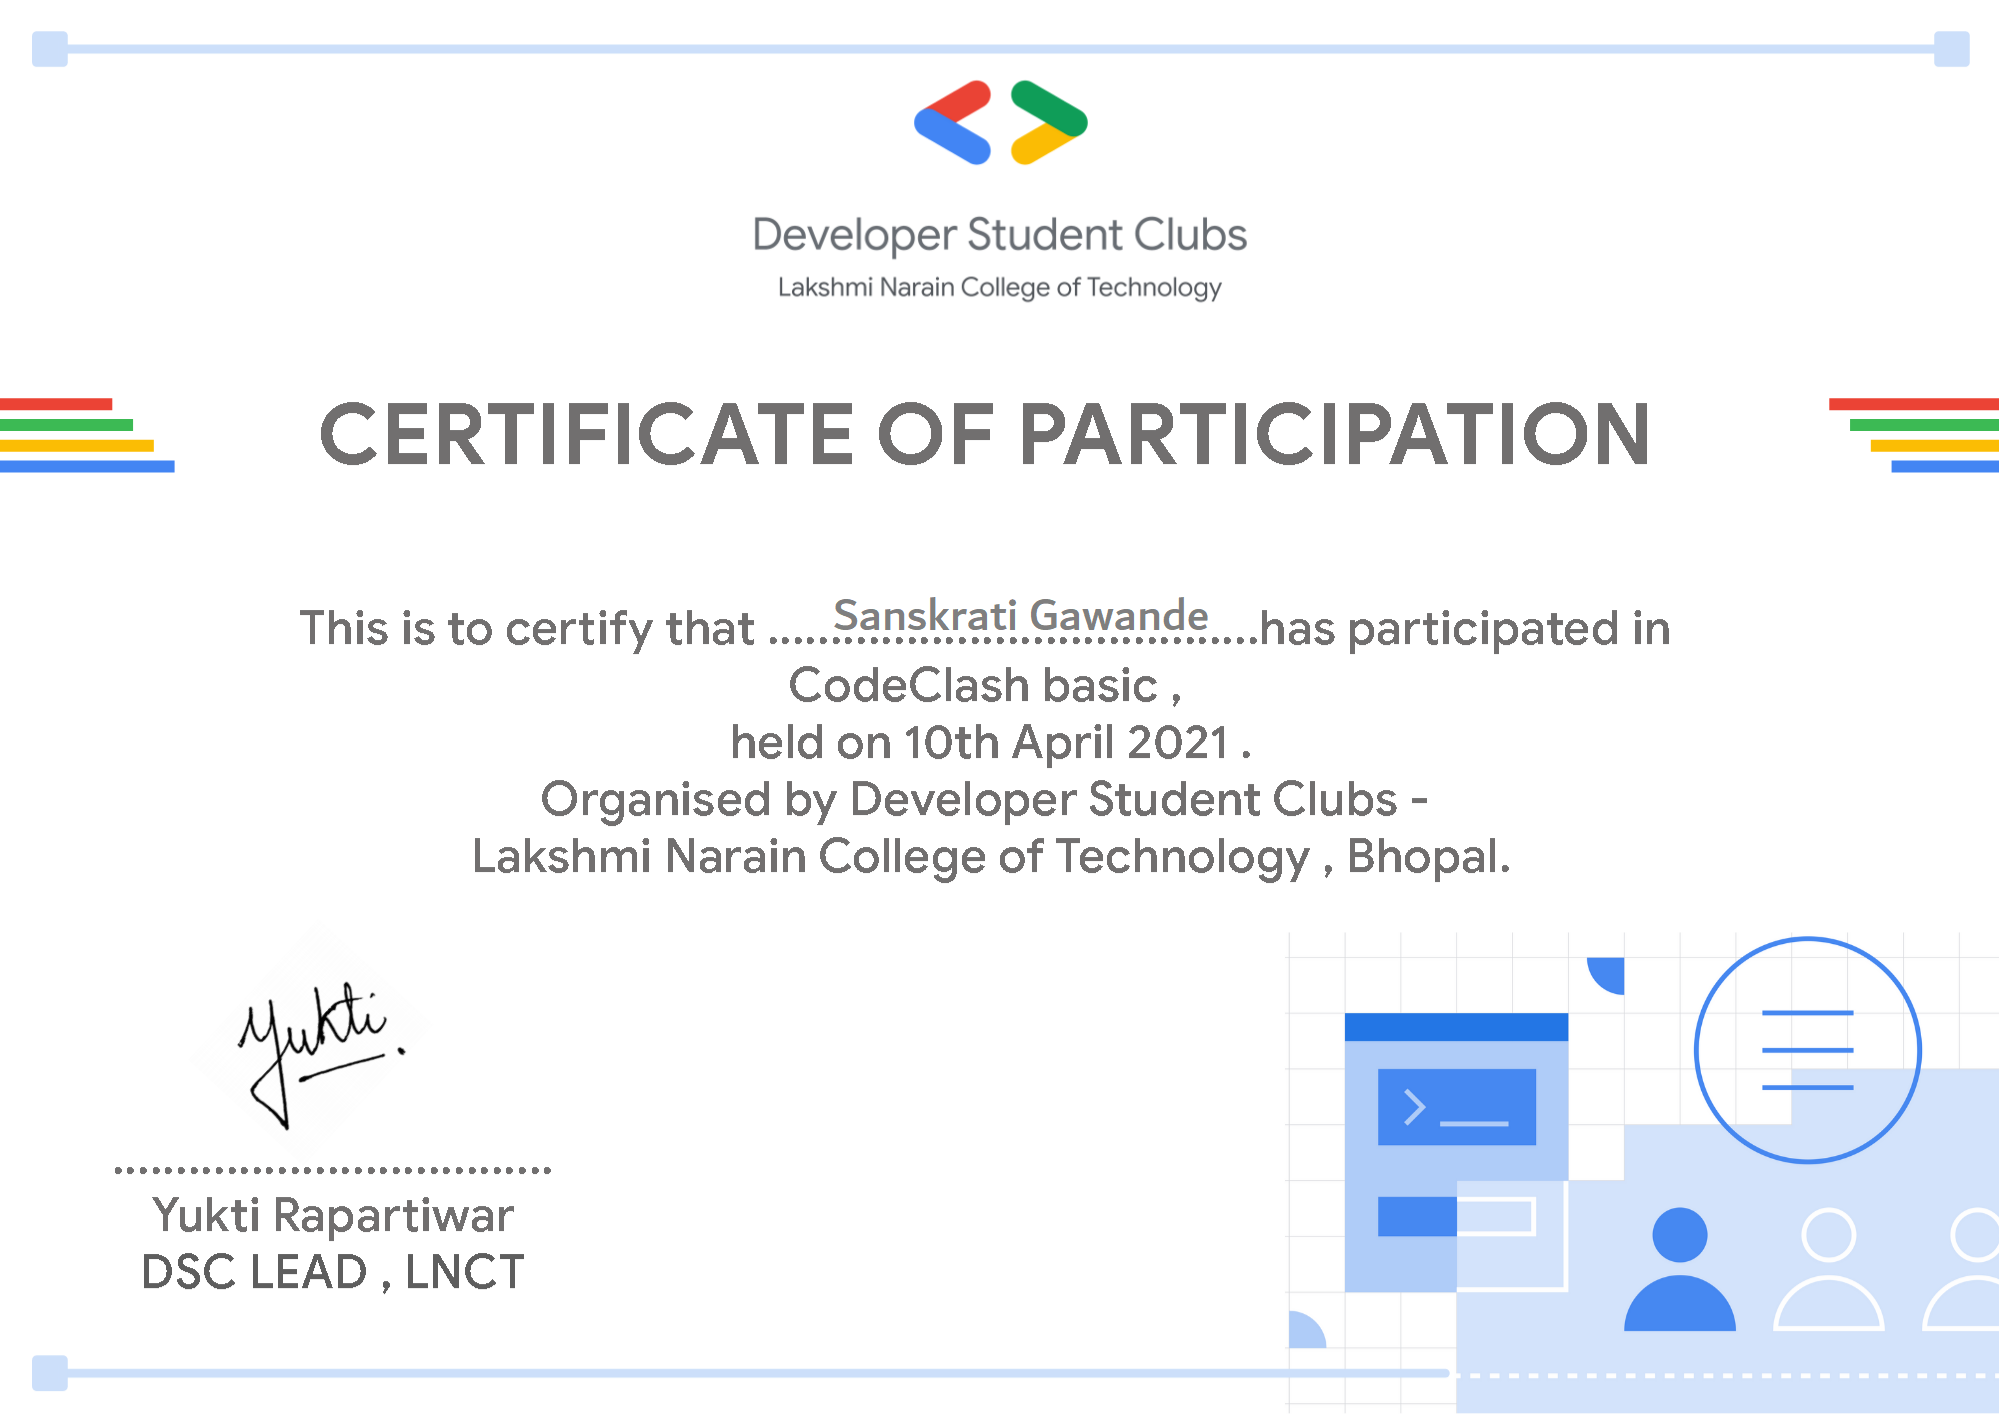 Developer Student Clubs
Lakshmi Narain College of Technology
CERTIFICATE OF PARTICIPATION
This is to certify that ....... Sanskrati Gawande .......has participated in
CodeClash basic ,
held on 10th April 2021 .
Organised by Developer Student Clubs -
Lakshmi Narain College of Technology , Bhopal.
Yukti.
...................................
Yukti Rapartiwar
DSC LEAD , LNCT